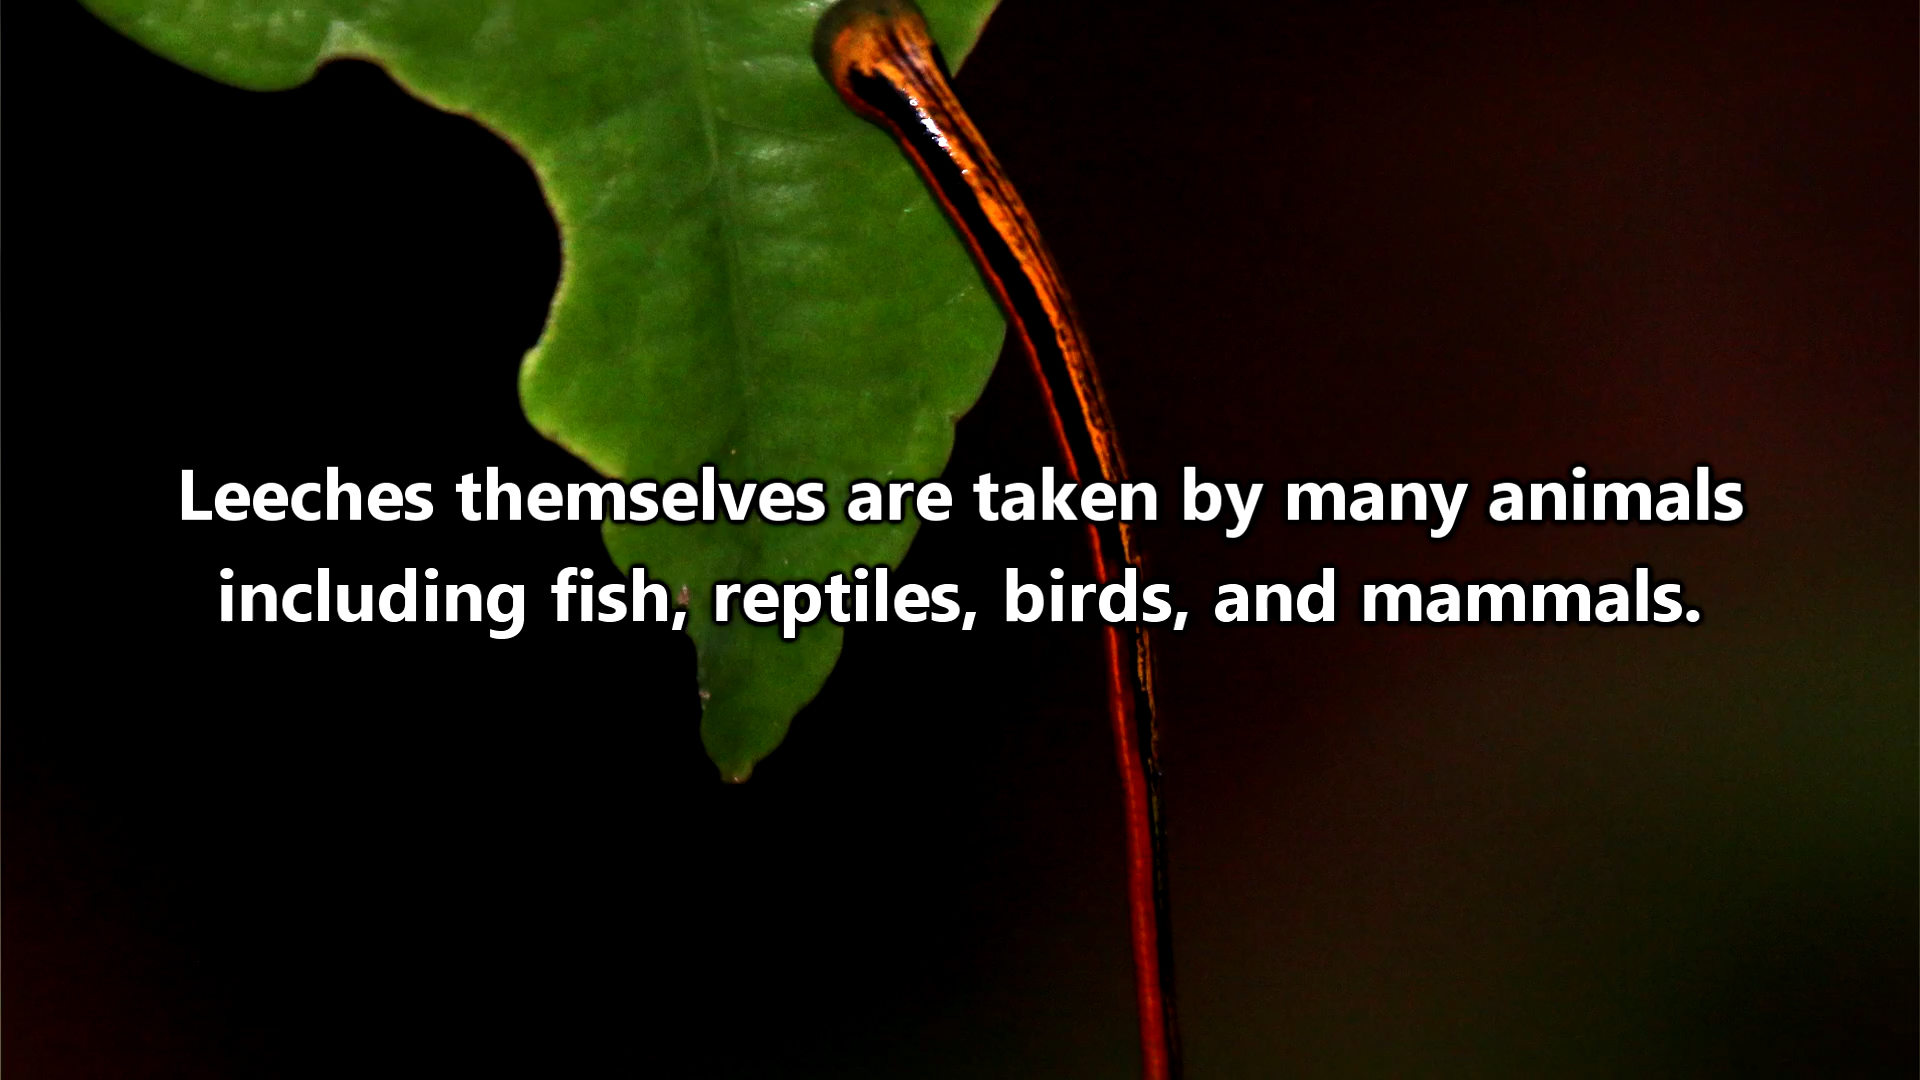 Leeches themselves are taken by many animals
including fish, reptiles, birds, and mammals.